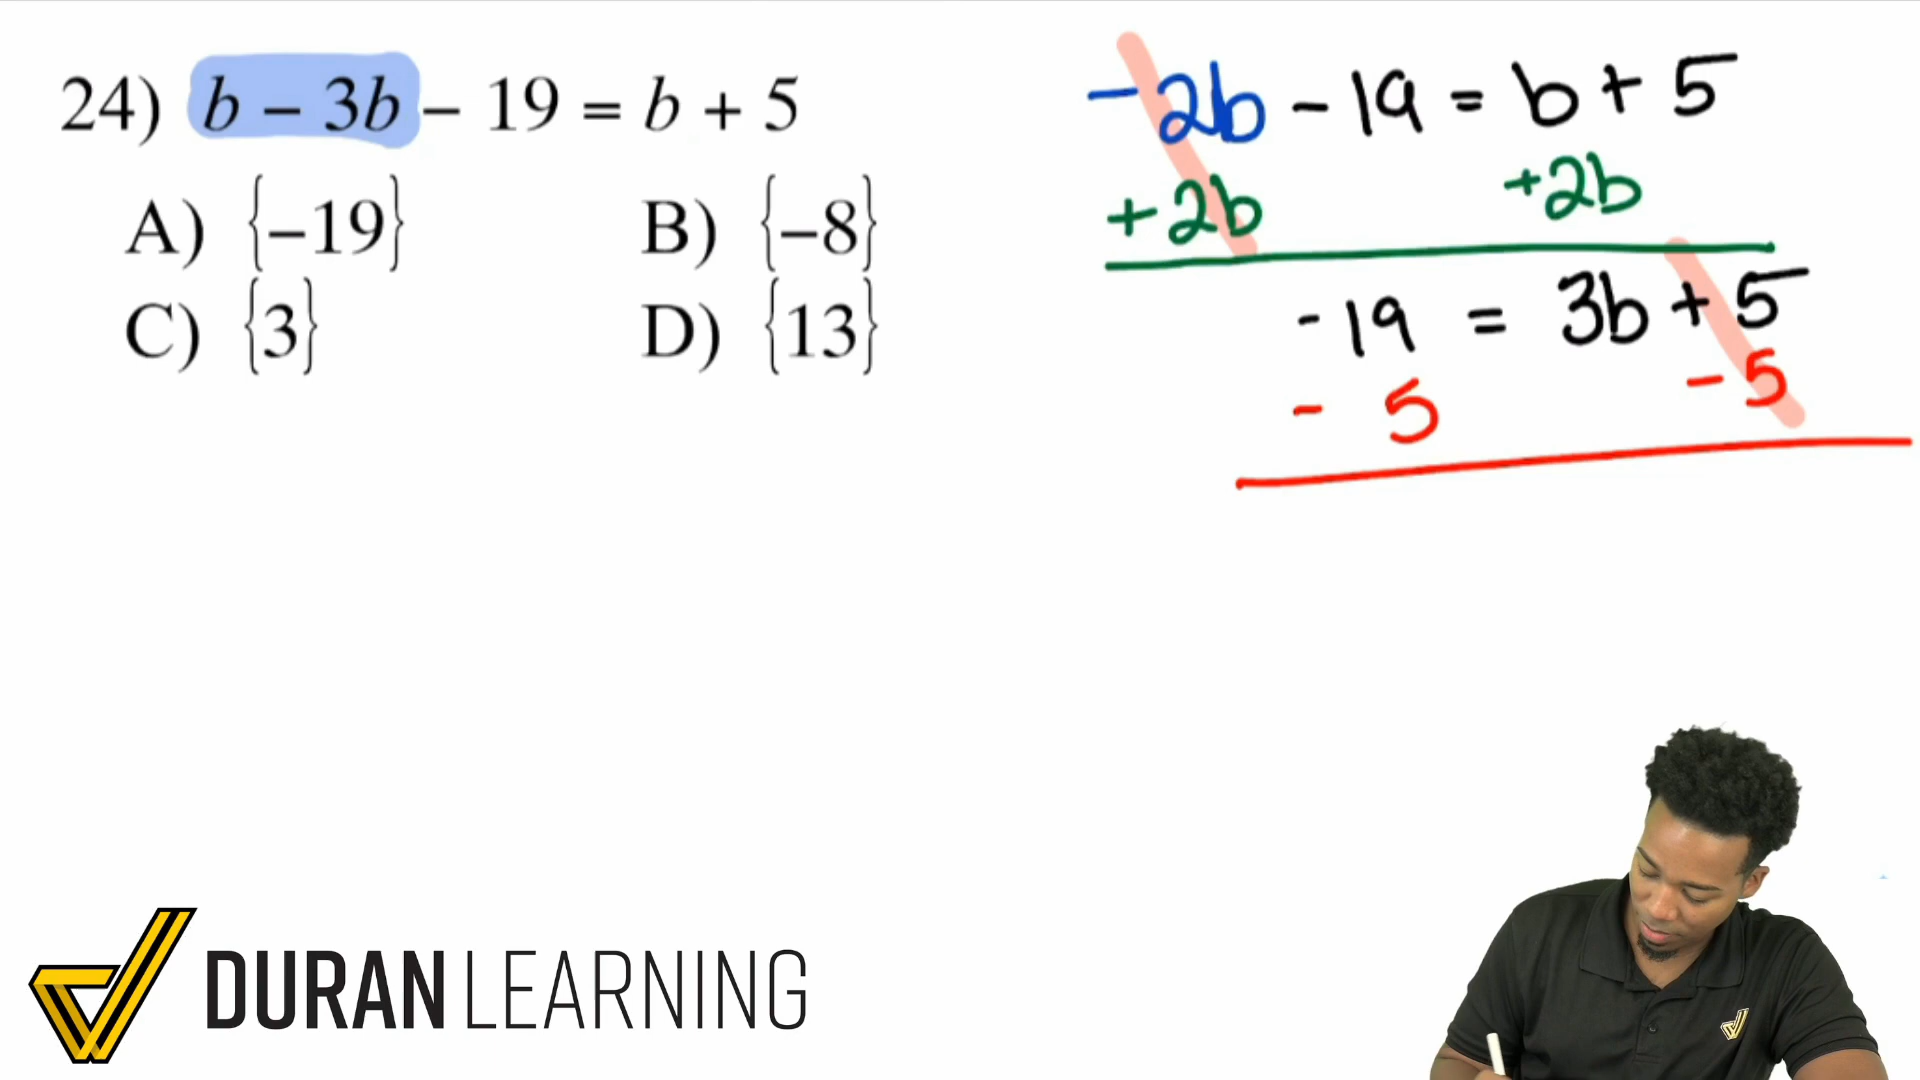 24) b – 3b – 19 = b + 5
A) {–19} B) {–8}
C) {3} D) {13}
-2b - 19 = b + 5
+2b +2b
-19 = 3b + 5
- 5 - 5
DURAN LEARNING